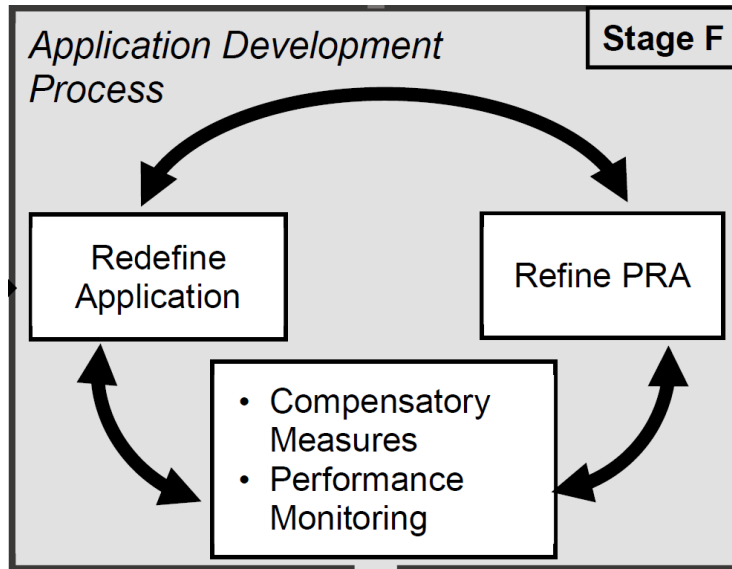 Application Development
Process
Stage F
Redefine
Application
Refine PRA
• Compensatory
Measures
• Performance
Monitoring